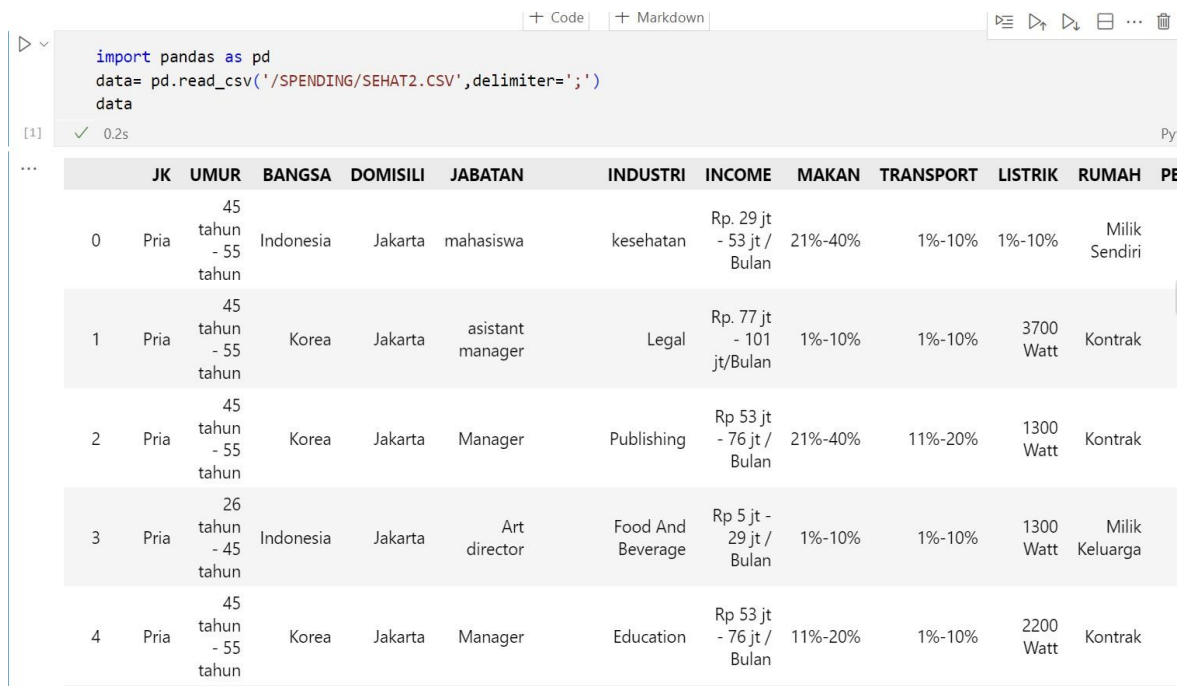 + Code + Markdown
import pandas as pd
data= pd.read_csv('/SPENDING/SEHAT2.CSV',delimiter=';')
data
[1] ✓ 0.2s Py
... JK UMUR BANGSA DOMISILI JABATAN INDUSTRI INCOME MAKAN TRANSPORT LISTRIK RUMAH PE
0 Pria 45 tahun - 55 tahun Indonesia Jakarta mahasiswa kesehatan Rp. 29 jt - 53 jt / Bulan 21%-40% 1%-10% 1%-10% Milik Sendiri
1 Pria 45 tahun - 55 tahun Korea Jakarta asistant manager Legal Rp. 77 jt - 101 jt/Bulan 1%-10% 1%-10% 3700 Watt Kontrak
2 Pria 45 tahun - 55 tahun Korea Jakarta Manager Publishing Rp 53 jt - 76 jt / Bulan 21%-40% 11%-20% 1300 Watt Kontrak
3 Pria 26 tahun - 45 tahun Indonesia Jakarta Art director Food And Beverage Rp 5 jt - 29 jt / Bulan 1%-10% 1%-10% 1300 Watt Milik Keluarga
4 Pria 45 tahun - 55 tahun Korea Jakarta Manager Education Rp 53 jt - 76 jt / Bulan 11%-20% 1%-10% 2200 Watt Kontrak